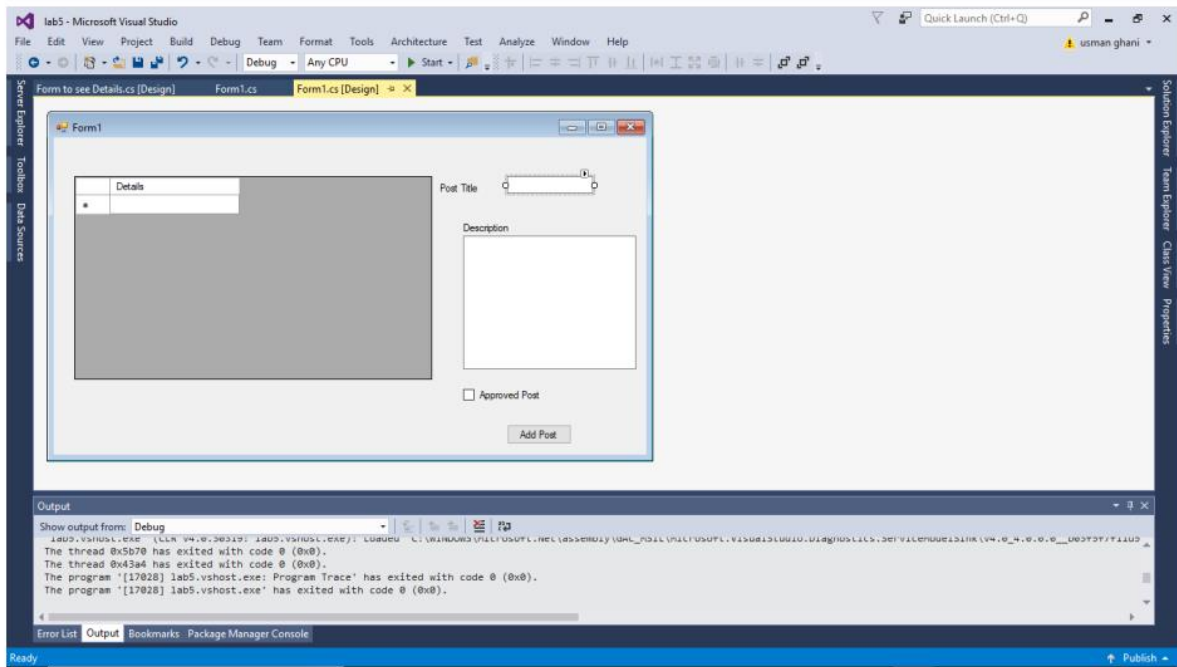 lab5 - Microsoft Visual Studio
Quick Launch (Ctrl+Q)
File Edit View Project Build Debug Team Format Tools Architecture Test Analyze Window Help
usman ghani
Debug Any CPU Start
Form to see Details.cs [Design] Form1.cs Form1.cs [Design]
Server Explorer
Toolbox
Data Sources
Form1
Details
Post Title
Description
Approved Post
Add Post
Solution Explorer
Team Explorer
Class View
Properties
Output
Show output from: Debug
The thread 0x5b70 has exited with code 0 (0x0).
The thread 0x43a4 has exited with code 0 (0x0).
The program '[17028] lab5.vshost.exe: Program Trace' has exited with code 0 (0x0).
The program '[17028] lab5.vshost.exe' has exited with code 0 (0x0).
Error List Output Bookmarks Package Manager Console
Ready
Publish